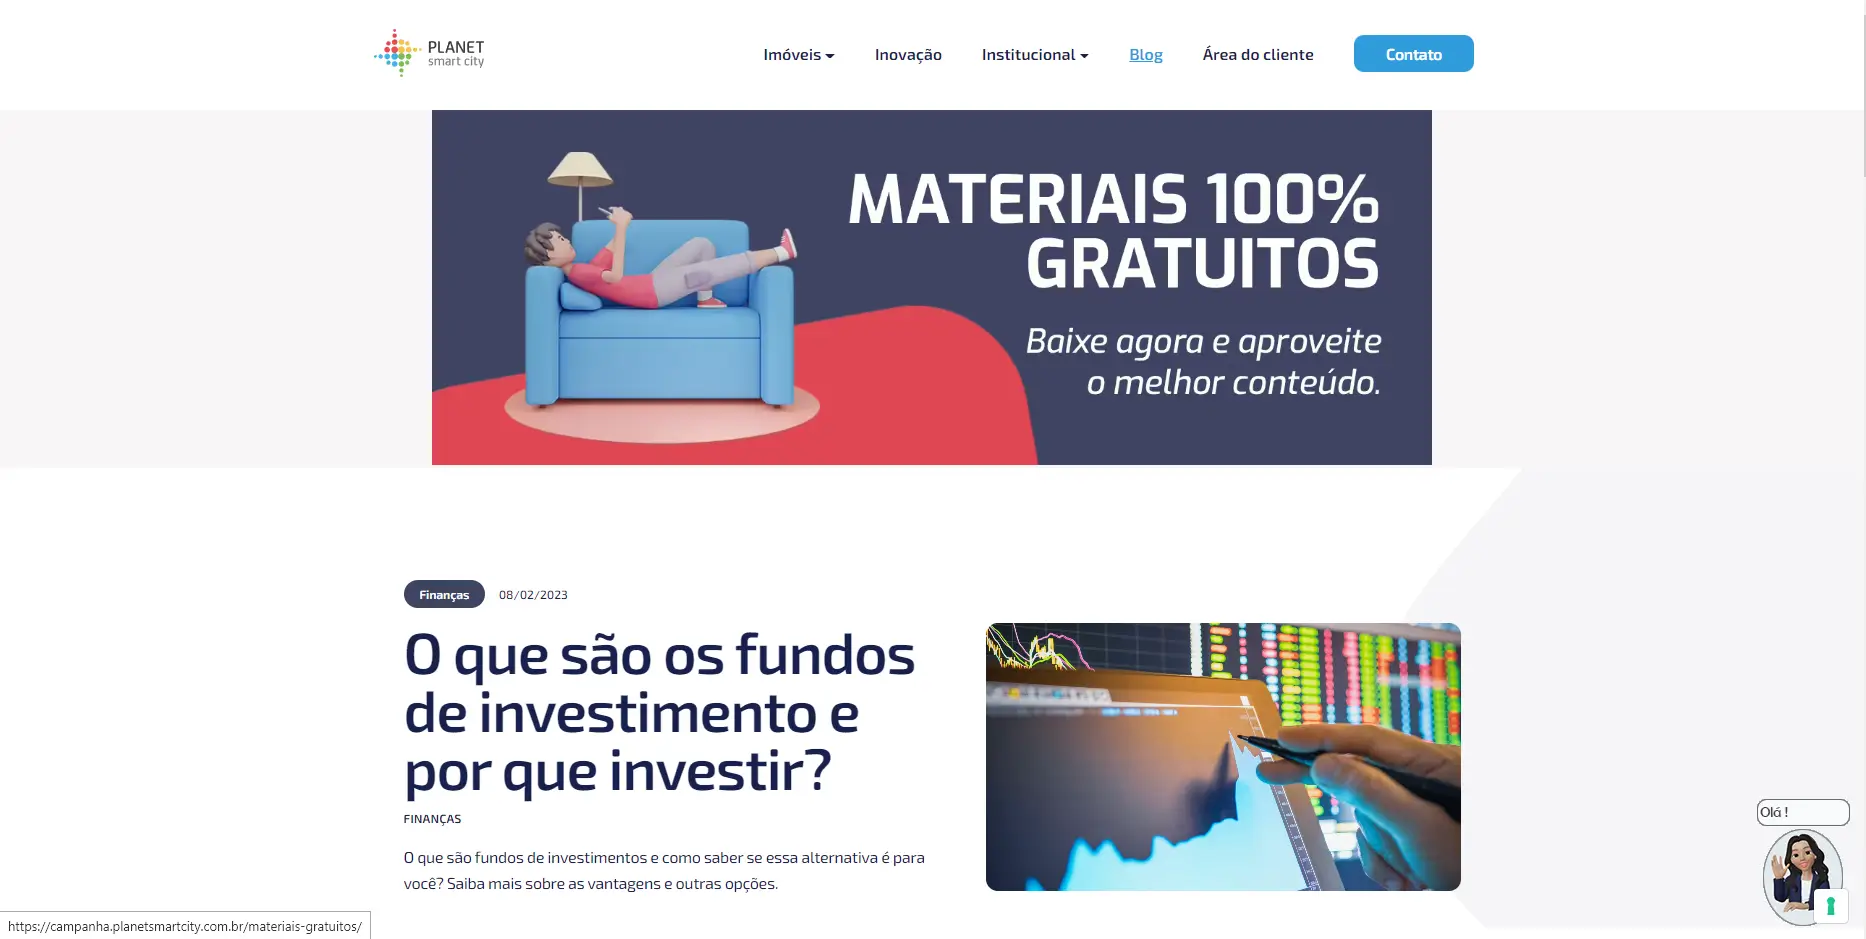 PLANET
smart city
Imóveis
Inovação
Institucional
Blog
Área do cliente
Contato
MATERIAIS 100%
GRATUITOS
Baixe agora e aproveite
o melhor conteúdo.
Finanças
08/02/2023
O que são os fundos
de investimento e
por que investir?
FINANÇAS
O que são fundos de investimentos e como saber se essa alternativa é para
você? Saiba mais sobre as vantagens e outras opções.
Olá !
https://campanha.planetsmartcity.com.br/materiais-gratuitos/